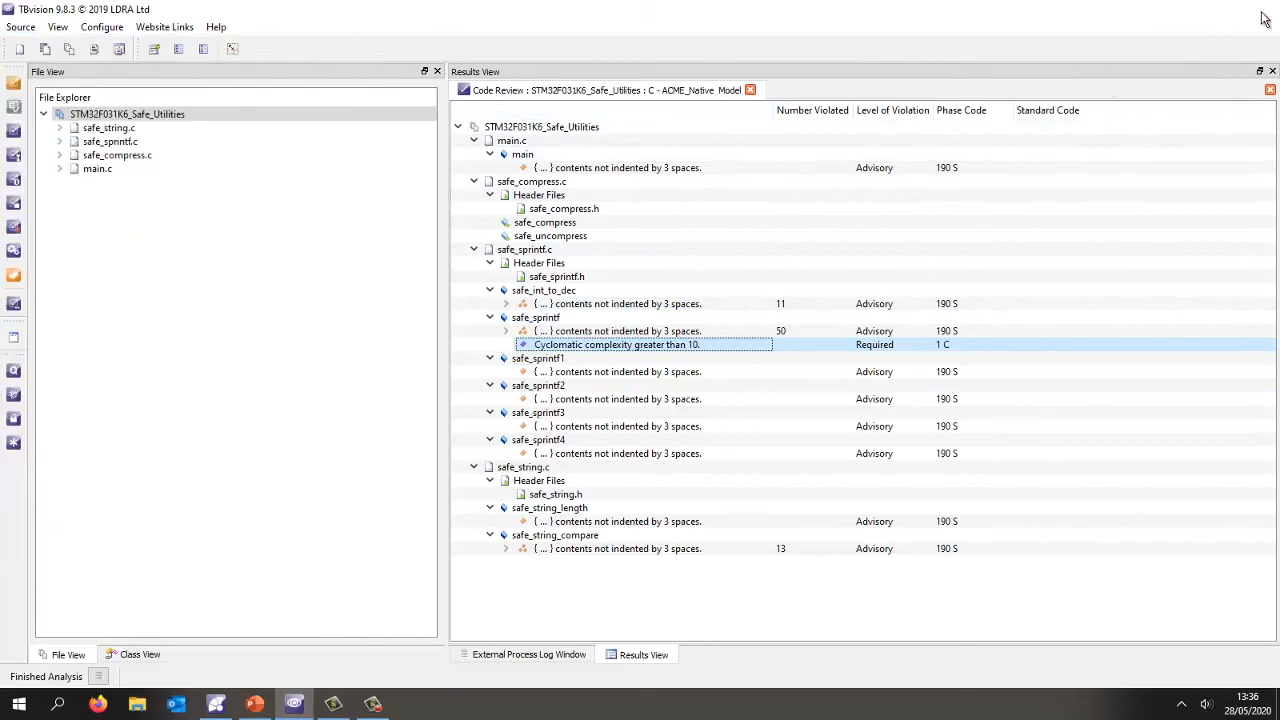 TBvision 9.8.3 © 2019 LDRA Ltd
Source View Configure Website Links Help
File View
Results View
File Explorer
STM32F031K6_Safe_Utilities
safe_string.c
safe_sprintf.c
safe_compress.c
main.c
File View Class View
Code Review : STM32F031K6_Safe_Utilities : C - ACME_Native Model
Number Violated Level of Violation Phase Code Standard Code
STM32F031K6_Safe_Utilities
main.c
main
{ ... } contents not indented by 3 spaces. Advisory 190 S
safe_compress.c
Header Files
safe_compress.h
safe_compress
safe_uncompress
safe_sprintf.c
Header Files
safe_sprintf.h
safe_int_to_dec
{ ... } contents not indented by 3 spaces. 11 Advisory 190 S
safe_sprintf
{ ... } contents not indented by 3 spaces. 50 Advisory 190 S
Cyclomatic complexity greater than 10. Required 1 C
safe_sprintf1
{ ... } contents not indented by 3 spaces. Advisory 190 S
safe_sprintf2
{ ... } contents not indented by 3 spaces. Advisory 190 S
safe_sprintf3
{ ... } contents not indented by 3 spaces. Advisory 190 S
safe_sprintf4
{ ... } contents not indented by 3 spaces. Advisory 190 S
safe_string.c
Header Files
safe_string.h
safe_string_length
{ ... } contents not indented by 3 spaces. Advisory 190 S
safe_string_compare
{ ... } contents not indented by 3 spaces. 13 Advisory 190 S
External Process Log Window Results View
Finished Analysis
13:36
28/05/2020